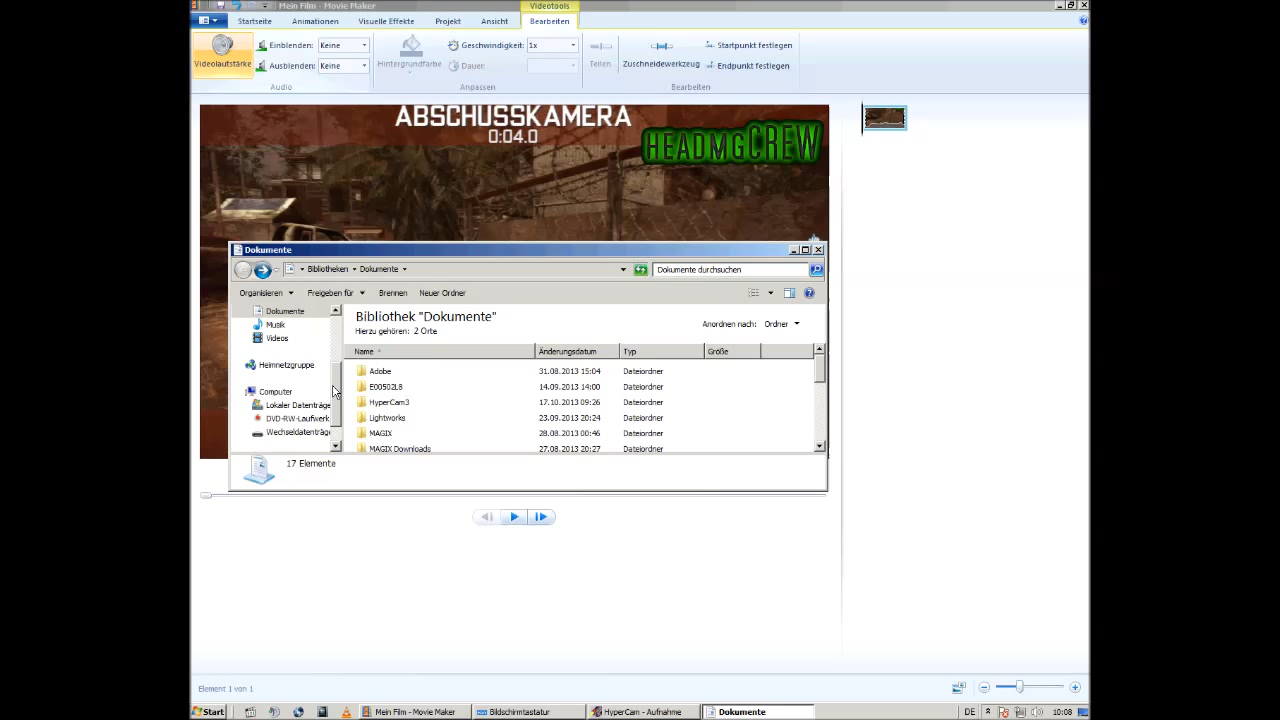 Mein Film - Movie Maker
Videotools
Startseite Animationen Visuelle Effekte Projekt Ansicht Bearbeiten
Videolautstärke
Einblenden: Keine
Ausblenden: Keine
Audio
Hintergrundfarbe
Geschwindigkeit: 1x
Dauer:
Anpassen
Teilen
Zuschneidewerkzeug
Startpunkt festlegen
Endpunkt festlegen
Bearbeiten
ABSCHUSSKAMERA
0:04.0
HEADMGCREW
Dokumente
Bibliotheken Dokumente
Dokumente durchsuchen
Organisieren Freigeben für Brennen Neuer Ordner
Dokumente
Musik
Videos
Heimnetzgruppe
Computer
Lokaler Datenträge
DVD-RW-Laufwerk
Wechseldatenträge
Bibliothek "Dokumente"
Hierzu gehören: 2 Orte
Anordnen nach: Ordner
Name Änderungsdatum Typ Größe
Adobe 31.08.2013 15:04 Dateiordner
E00502L8 14.09.2013 14:00 Dateiordner
HyperCam3 17.10.2013 09:26 Dateiordner
Lightworks 23.09.2013 20:24 Dateiordner
MAGIX 28.08.2013 00:46 Dateiordner
MAGIX Downloads 27.08.2013 20:27 Dateiordner
17 Elemente
Element 1 von 1
Start Mein Film - Movie Maker Bildschirmtastatur HyperCam - Aufnahme Dokumente DE 10:08